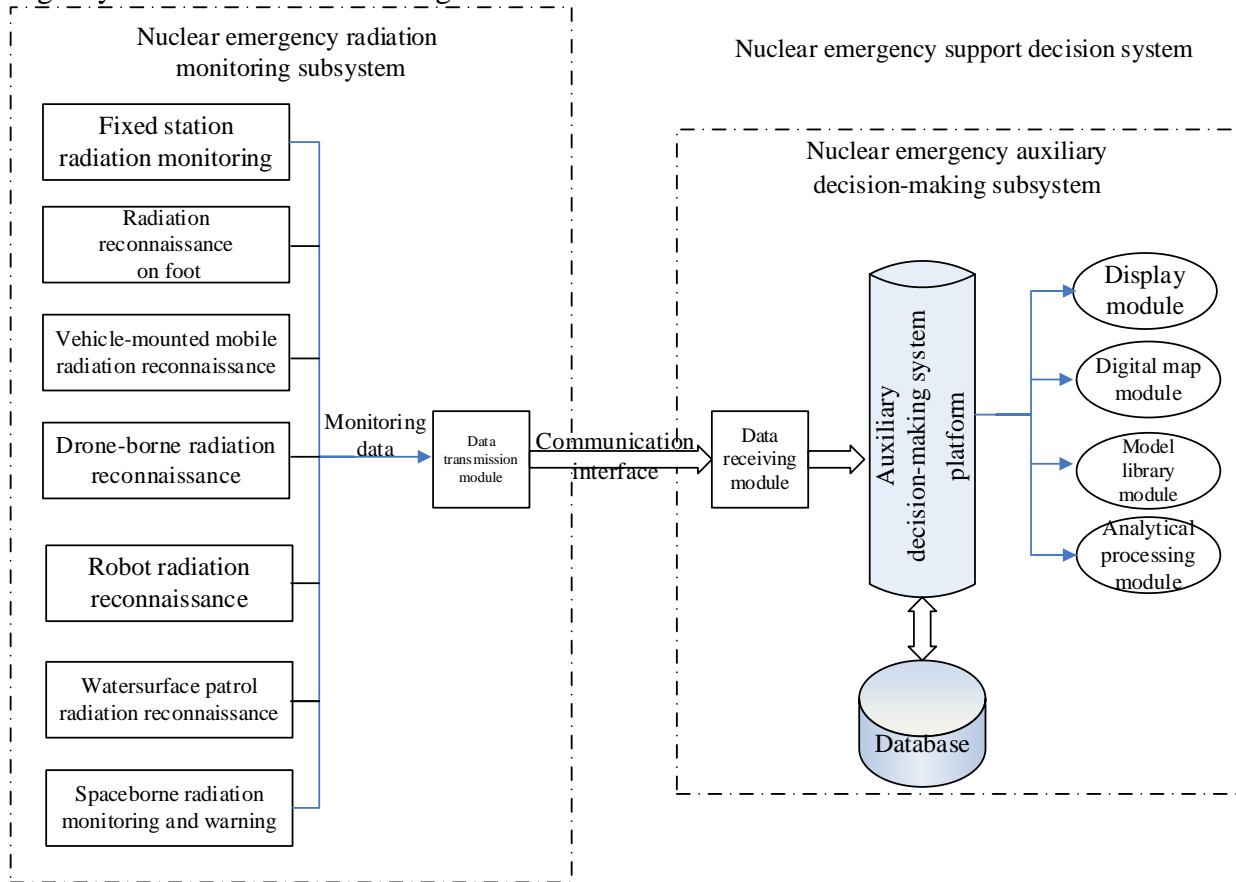 Nuclear emergency radiation
monitoring subsystem
Fixed station
radiation monitoring
Radiation
reconnaissance
on foot
Vehicle-mounted mobile
radiation reconnaissance
Drone-borne radiation
reconnaissance
Robot radiation
reconnaissance
Watersurface patrol
radiation reconnaissance
Spaceborne radiation
monitoring and warning
Monitoring
data
Data
transmission
module
Communication
interface
Nuclear emergency support decision system
Nuclear emergency auxiliary
decision-making subsystem
Data
receiving
module
Auxiliary
decision-making system
platform
Database
Display
module
Digital map
module
Model
library
module
Analytical
processing
module